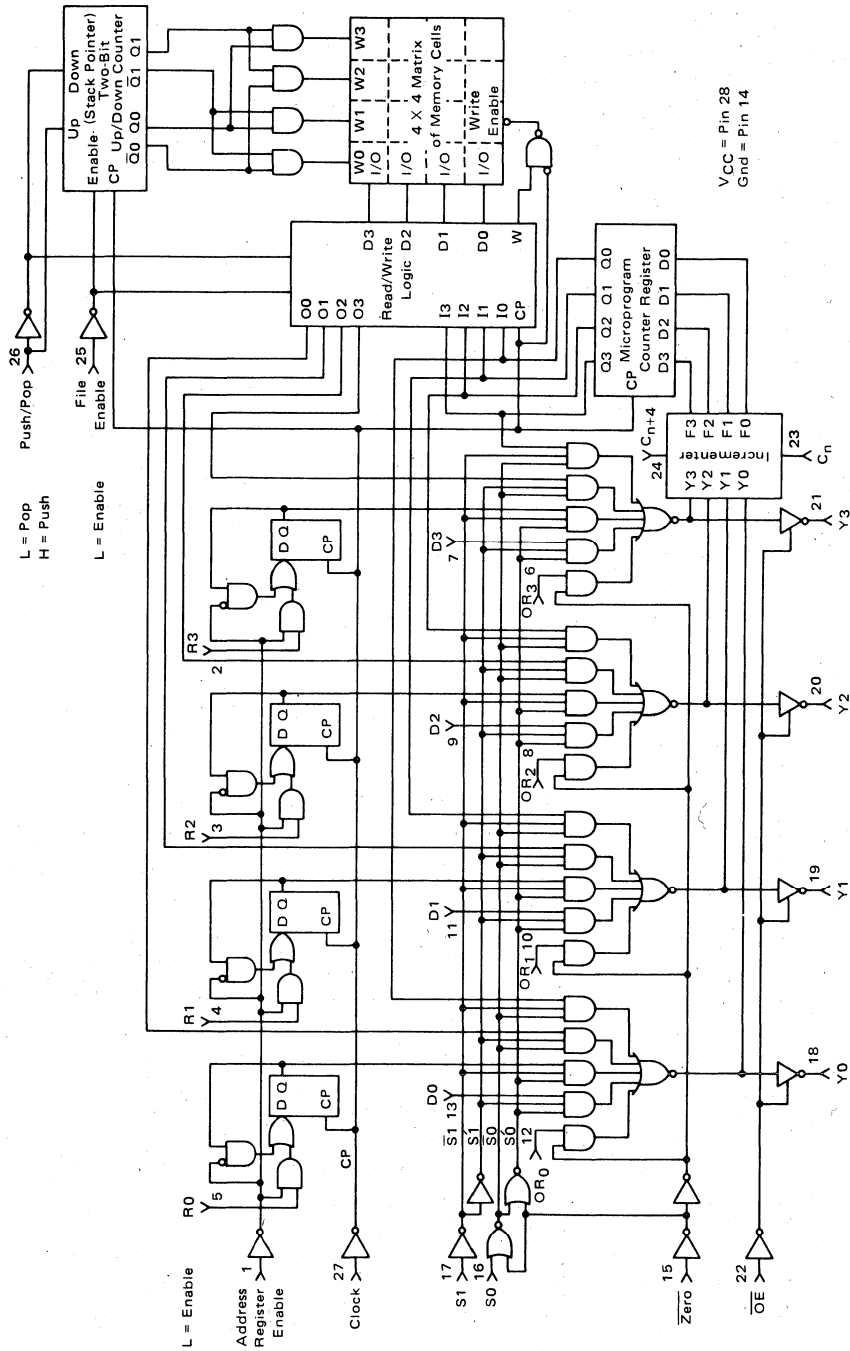 L = Pop
H = Push
Push/Pop
26
File
Enable
25
L = Enable
Up Down
Enable (Stack Pointer)
Two-Bit
CP Up/Down Counter
Q̅0 Q0 Q̅1 Q1
W0 W1 W2 W3
I/O
I/O
I/O
I/O
4 X 4 Matrix
of Memory Cells
Write
Enable
O0
O1
O2
O3
Read/Write
Logic
D3
D2
D1
D0
W
I3
I2
I1
I0
CP
VCC = Pin 28
Gnd = Pin 14
Q3 Q2 Q1 Q0
CP Microprogram
Counter Register
D3 D2 D1 D0
24
Cn+4
Y3 F3
Y2 F2
Y1 F1
Y0 F0
Incrementer
23
Cn
L = Enable
Address
Register
Enable
1
R0
5
R1
4
R2
3
R3
2
D Q
CP
D Q
CP
D Q
CP
D Q
CP
Clock
27
CP
S1
17
S0
16
S̅1
S1
S̅0
S0
D0
13
D1
11
D2
9
D3
7
OR0
12
OR1
10
OR2
8
OR3
6
Z̅e̅r̅o̅
15
O̅E̅
22
18
Y0
19
Y1
20
Y2
21
Y3